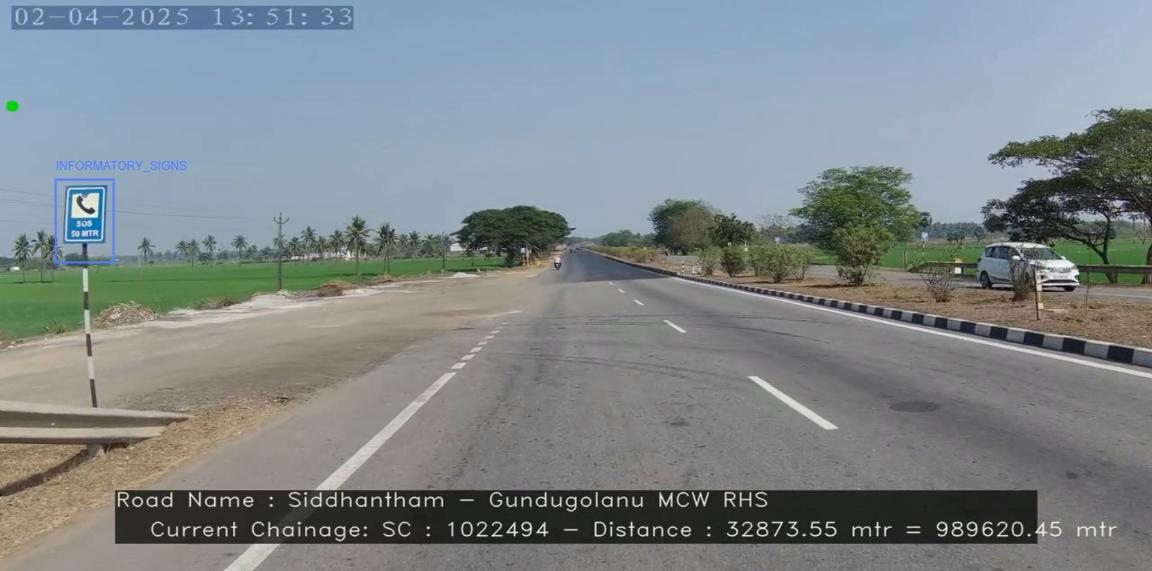 02-04-2025 13:51:33
INFORMATORY_SIGNS
SOS
50 MTR
Road Name : Siddhantham - Gundugolanu MCW RHS
Current Chainage: SC : 1022494 - Distance : 32873.55 mtr = 989620.45 mtr